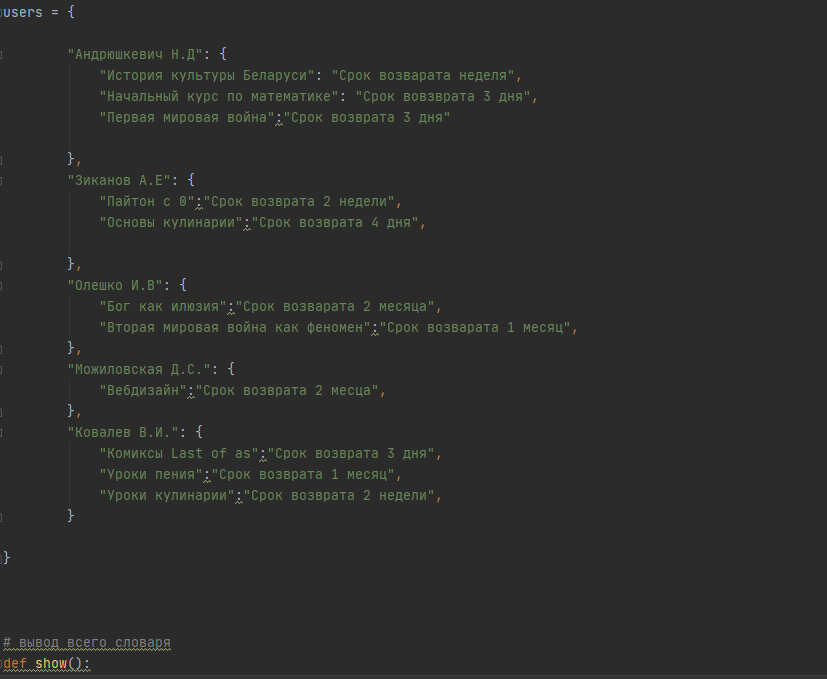 users = {
"Андрюшкевич Н.Д": {
"История культуры Беларуси": "Срок возварата неделя",
"Начальный курс по математике": "Срок вовзврата 3 дня",
"Первая мировая война":"Срок возврата 3 дня"
},
"Зиканов А.Е": {
"Пайтон с 0":"Срок возврата 2 недели",
"Основы кулинарии":"Срок возврата 4 дня",
},
"Олешко И.В": {
"Бог как илюзия":"Срок возварата 2 месяца",
"Вторая мировая война как феномен":"Срок возварата 1 месяц",
},
"Можиловская Д.С.": {
"Вебдизайн":"Срок возврата 2 месца",
},
"Ковалев В.И.": {
"Комиксы Last of as":"Срок возврата 3 дня",
"Уроки пения":"Срок возврата 1 месяц",
"Уроки кулинарии":"Срок возврата 2 недели",
}
}
# вывод всего словаря
def show():